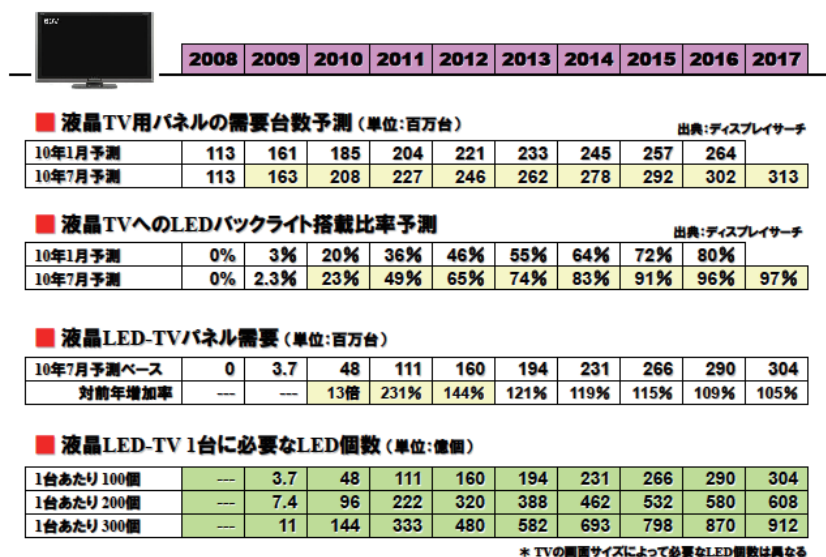 2008 2009 2010 2011 2012 2013 2014 2015 2016 2017
■ 液晶TV用パネルの需要台数予測（単位：百万台）
出典：ディスプレイサーチ
10年1月予測 113 161 185 204 221 233 245 257 264
10年7月予測 113 163 208 227 246 262 278 292 302 313
■ 液晶TVへのLEDバックライト搭載比率予測
出典：ディスプレイサーチ
10年1月予測 0% 3% 20% 36% 46% 55% 64% 72% 80%
10年7月予測 0% 2.3% 23% 49% 65% 74% 83% 91% 96% 97%
■ 液晶LED-TVパネル需要（単位：百万台）
10年7月予測ベース 0 3.7 48 111 160 194 231 266 290 304
対前年増加率 --- --- 13倍 231% 144% 121% 119% 115% 109% 105%
■ 液晶LED-TV 1台に必要なLED個数（単位：億個）
1台あたり 100個 --- 3.7 48 111 160 194 231 266 290 304
1台あたり 200個 --- 7.4 96 222 320 388 462 532 580 608
1台あたり 300個 --- 11 144 333 480 582 693 798 870 912
＊ TVの画面サイズによって必要なLED個数は異なる